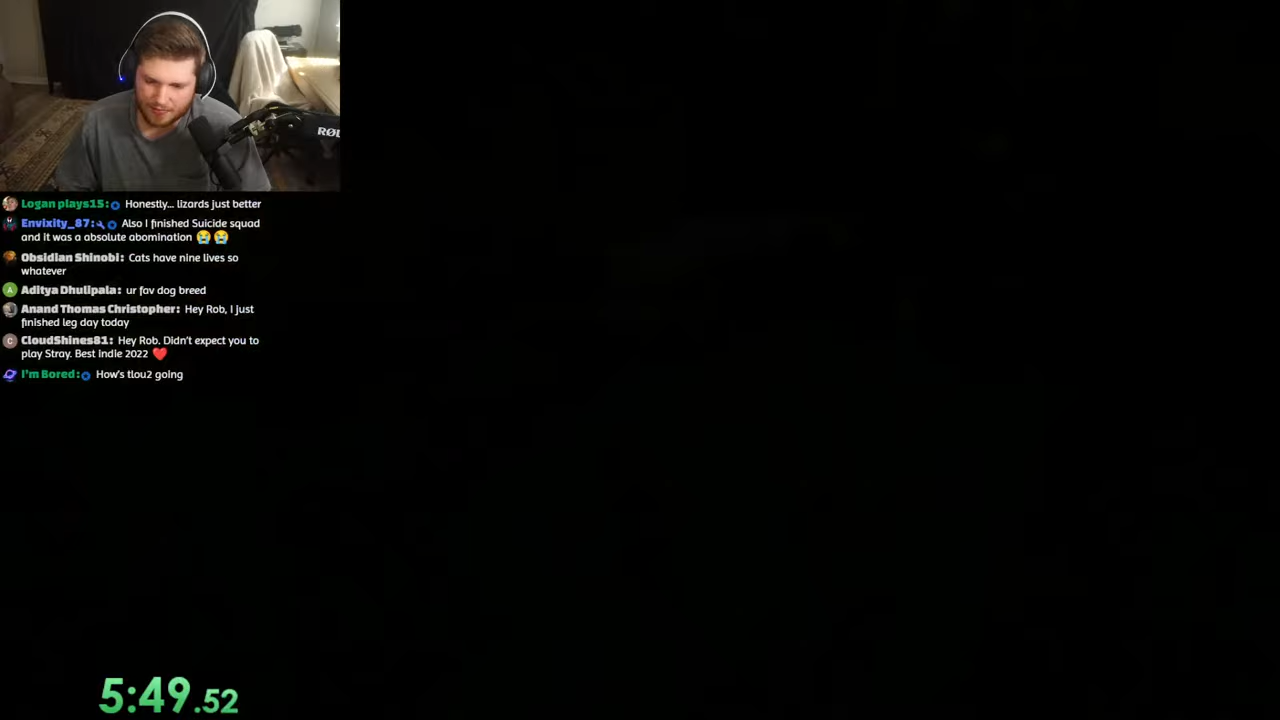 RØD
Logan plays15: Honestly... lizards just better
Envixity_87: Also I finished Suicide squad
and it was a absolute abomination 😭😭
Obsidian Shinobi: Cats have nine lives so
whatever
A Aditya Dhulipala: ur fav dog breed
Anand Thomas Christopher: Hey Rob, I just
finished leg day today
C CloudShines81: Hey Rob. Didn't expect you to
play Stray. Best indie 2022 ❤️
I'm Bored: How's tlou2 going
5:49.52